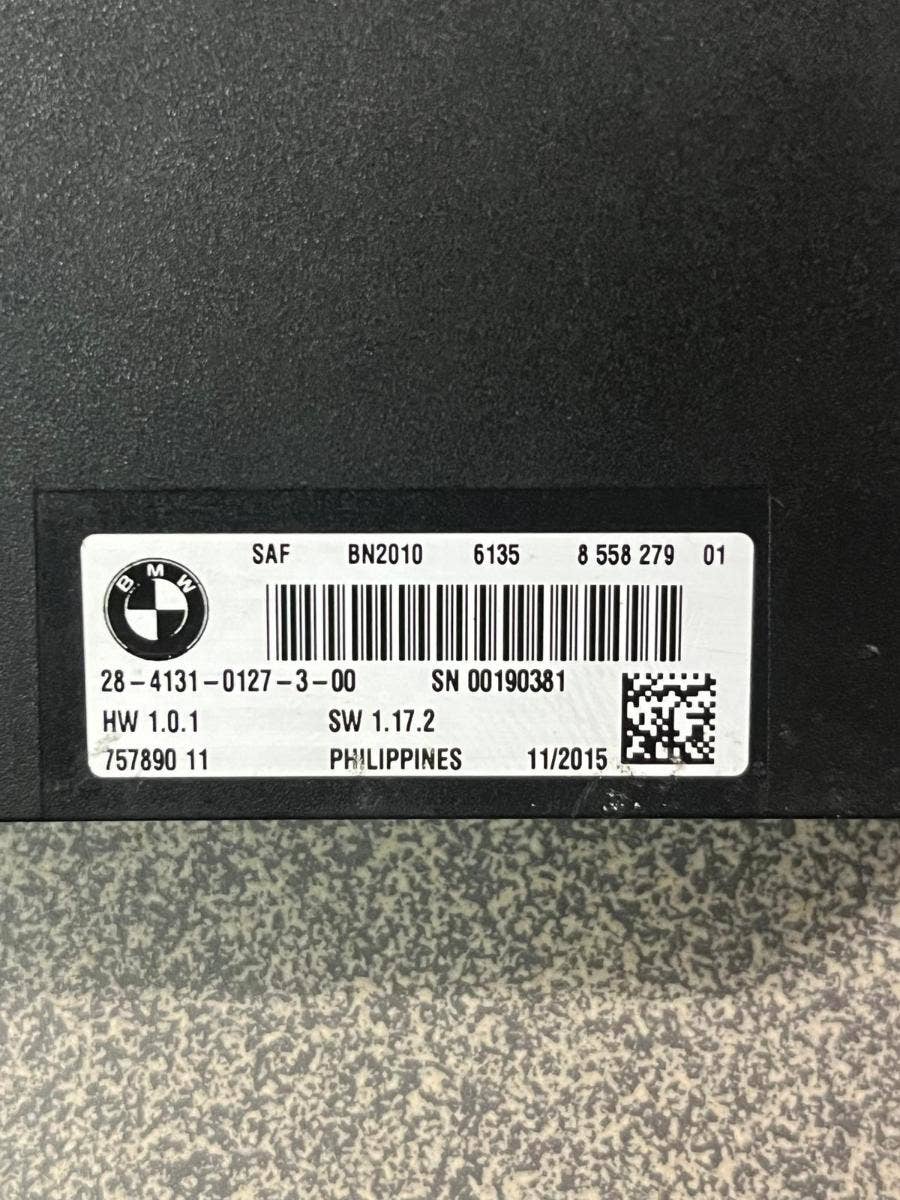 SAF BN2010 6135 8 558 279 01
BMW
28-4131-0127-3-00 SN 00190381
HW 1.0.1 SW 1.17.2
757890 11 PHILIPPINES 11/2015